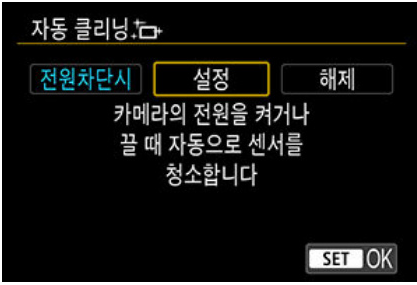 자동 클리닝
전원차단시 설정 해제
카메라의 전원을 켜거나
끌 때 자동으로 센서를
청소합니다
SET OK